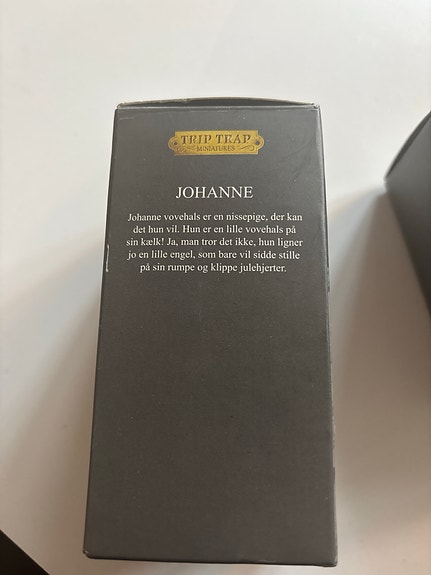 TRIP TRAP
MINIATURES
JOHANNE
Johanne vovehals er en nissepige, der kan
det hun vil. Hun er en lille vovehals på
sin kælk! Ja, man tror det ikke, hun ligner
jo en lille engel, som bare vil sidde stille
på sin rumpe og klippe julehjerter.